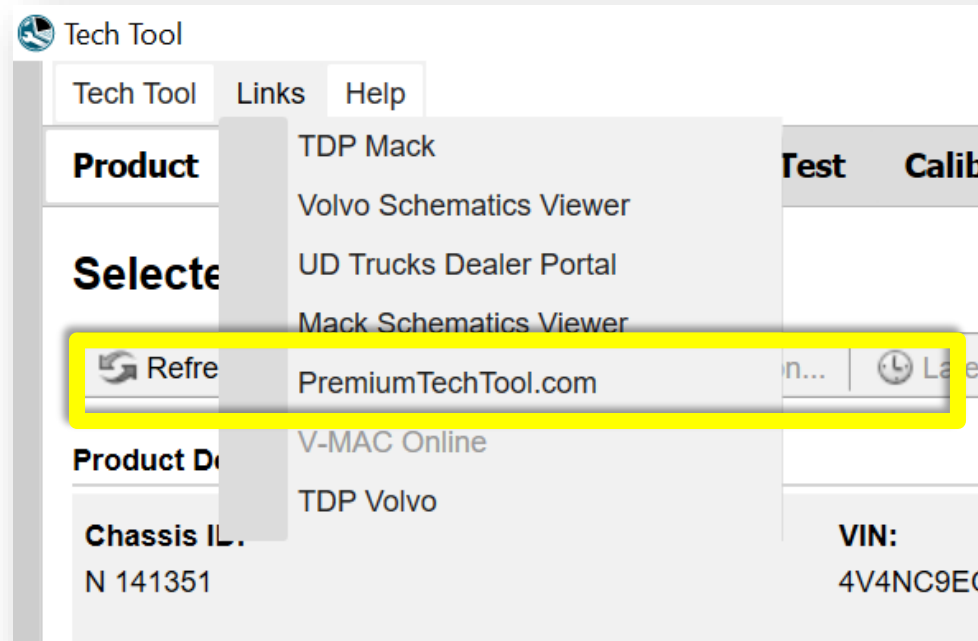 Tech Tool
Tech Tool Links Help
Product Test
TDP Mack
Volvo Schematics Viewer
UD Trucks Dealer Portal
Mack Schematics Viewer
PremiumTechTool.com
V-MAC Online
TDP Volvo
Chassis ID:
N 141351
VIN: